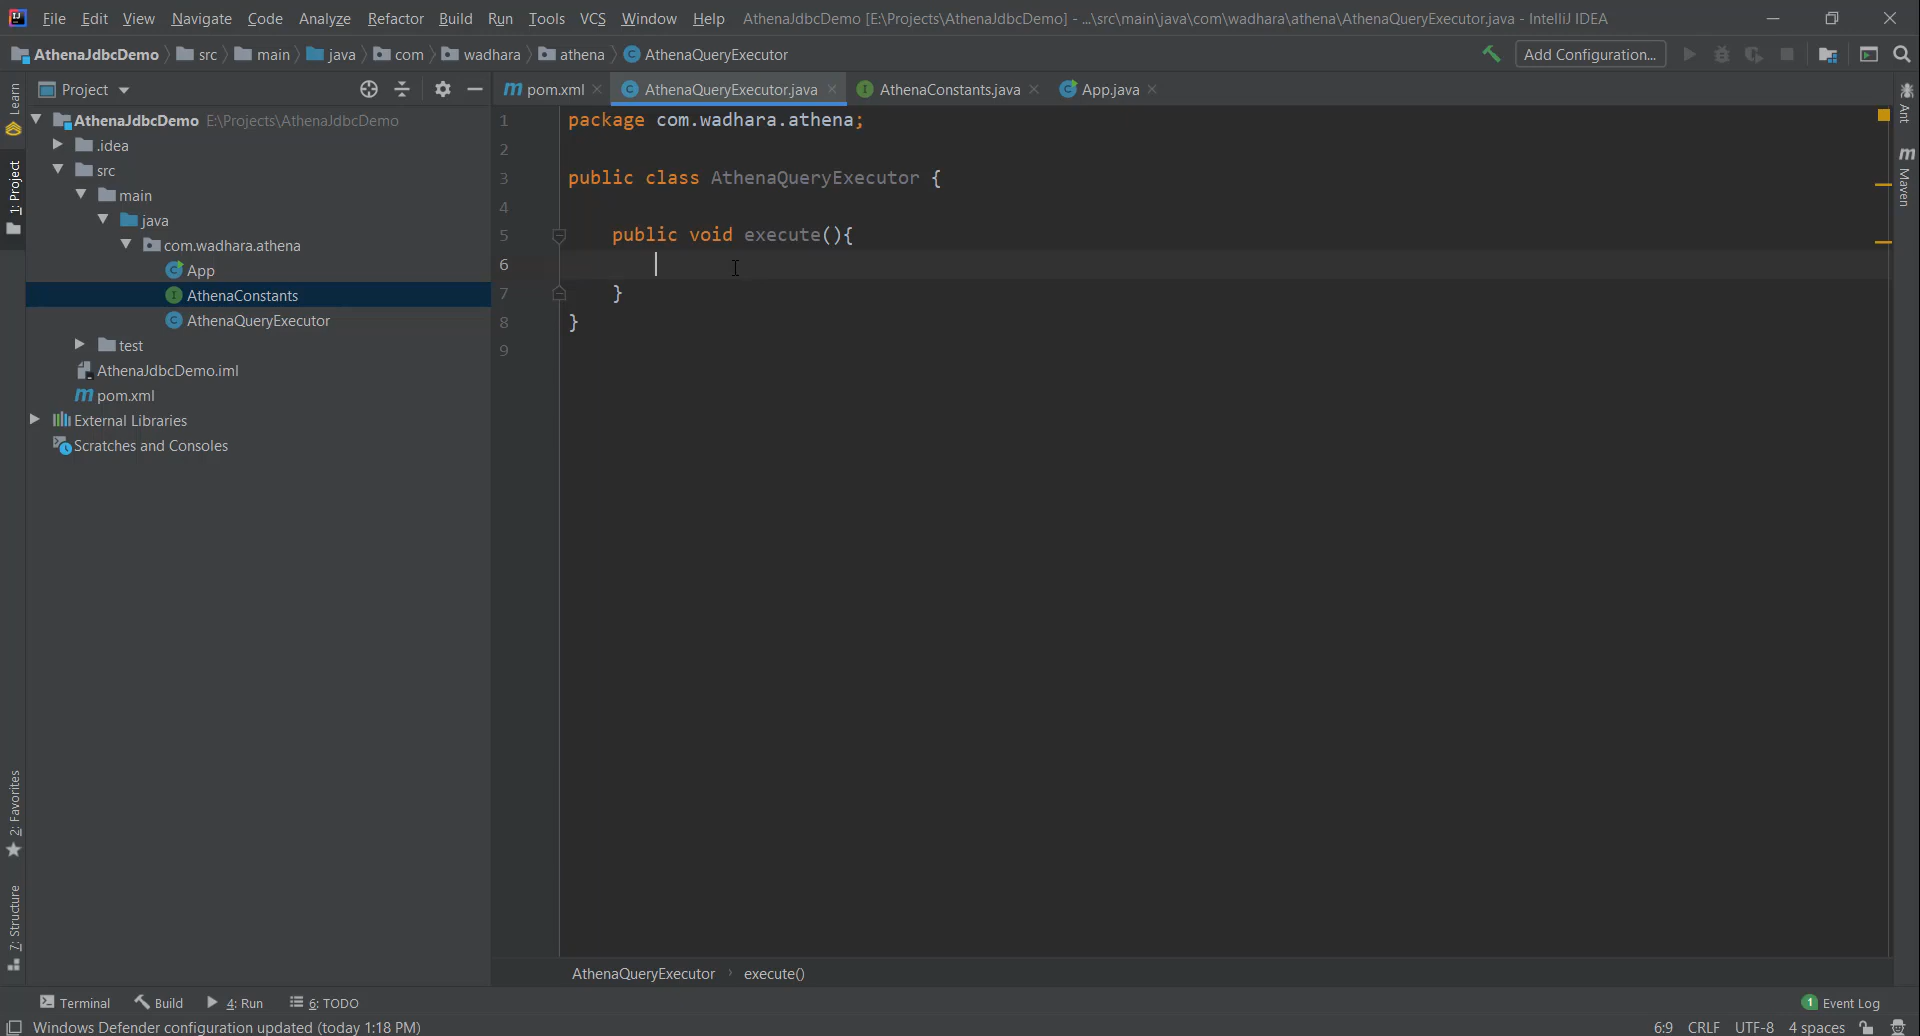 File Edit View Navigate Code Analyze Refactor Build Run Tools VCS Window Help AthenaJdbcDemo [E:\Projects\AthenaJdbcDemo] - ...\src\main\java\com\wadhara\athena\AthenaQueryExecutor.java - IntelliJ IDEA
AthenaJdbcDemo src main java com wadhara athena AthenaQueryExecutor Add Configuration...
Project
pom.xml AthenaQueryExecutor.java AthenaConstants.java App.java
Learn
1: Project
2: Favorites
7: Structure
Ant
Maven
AthenaJdbcDemo E:\Projects\AthenaJdbcDemo
.idea
src
main
java
com.wadhara.athena
App
AthenaConstants
AthenaQueryExecutor
test
AthenaJdbcDemo.iml
pom.xml
External Libraries
Scratches and Consoles
1 package com.wadhara.athena;
2
3 public class AthenaQueryExecutor {
4
5 public void execute(){
6
7 }
8 }
9
AthenaQueryExecutor › execute()
Terminal Build 4: Run 6: TODO 1 Event Log
Windows Defender configuration updated (today 1:18 PM) 6:9 CRLF UTF-8 4 spaces